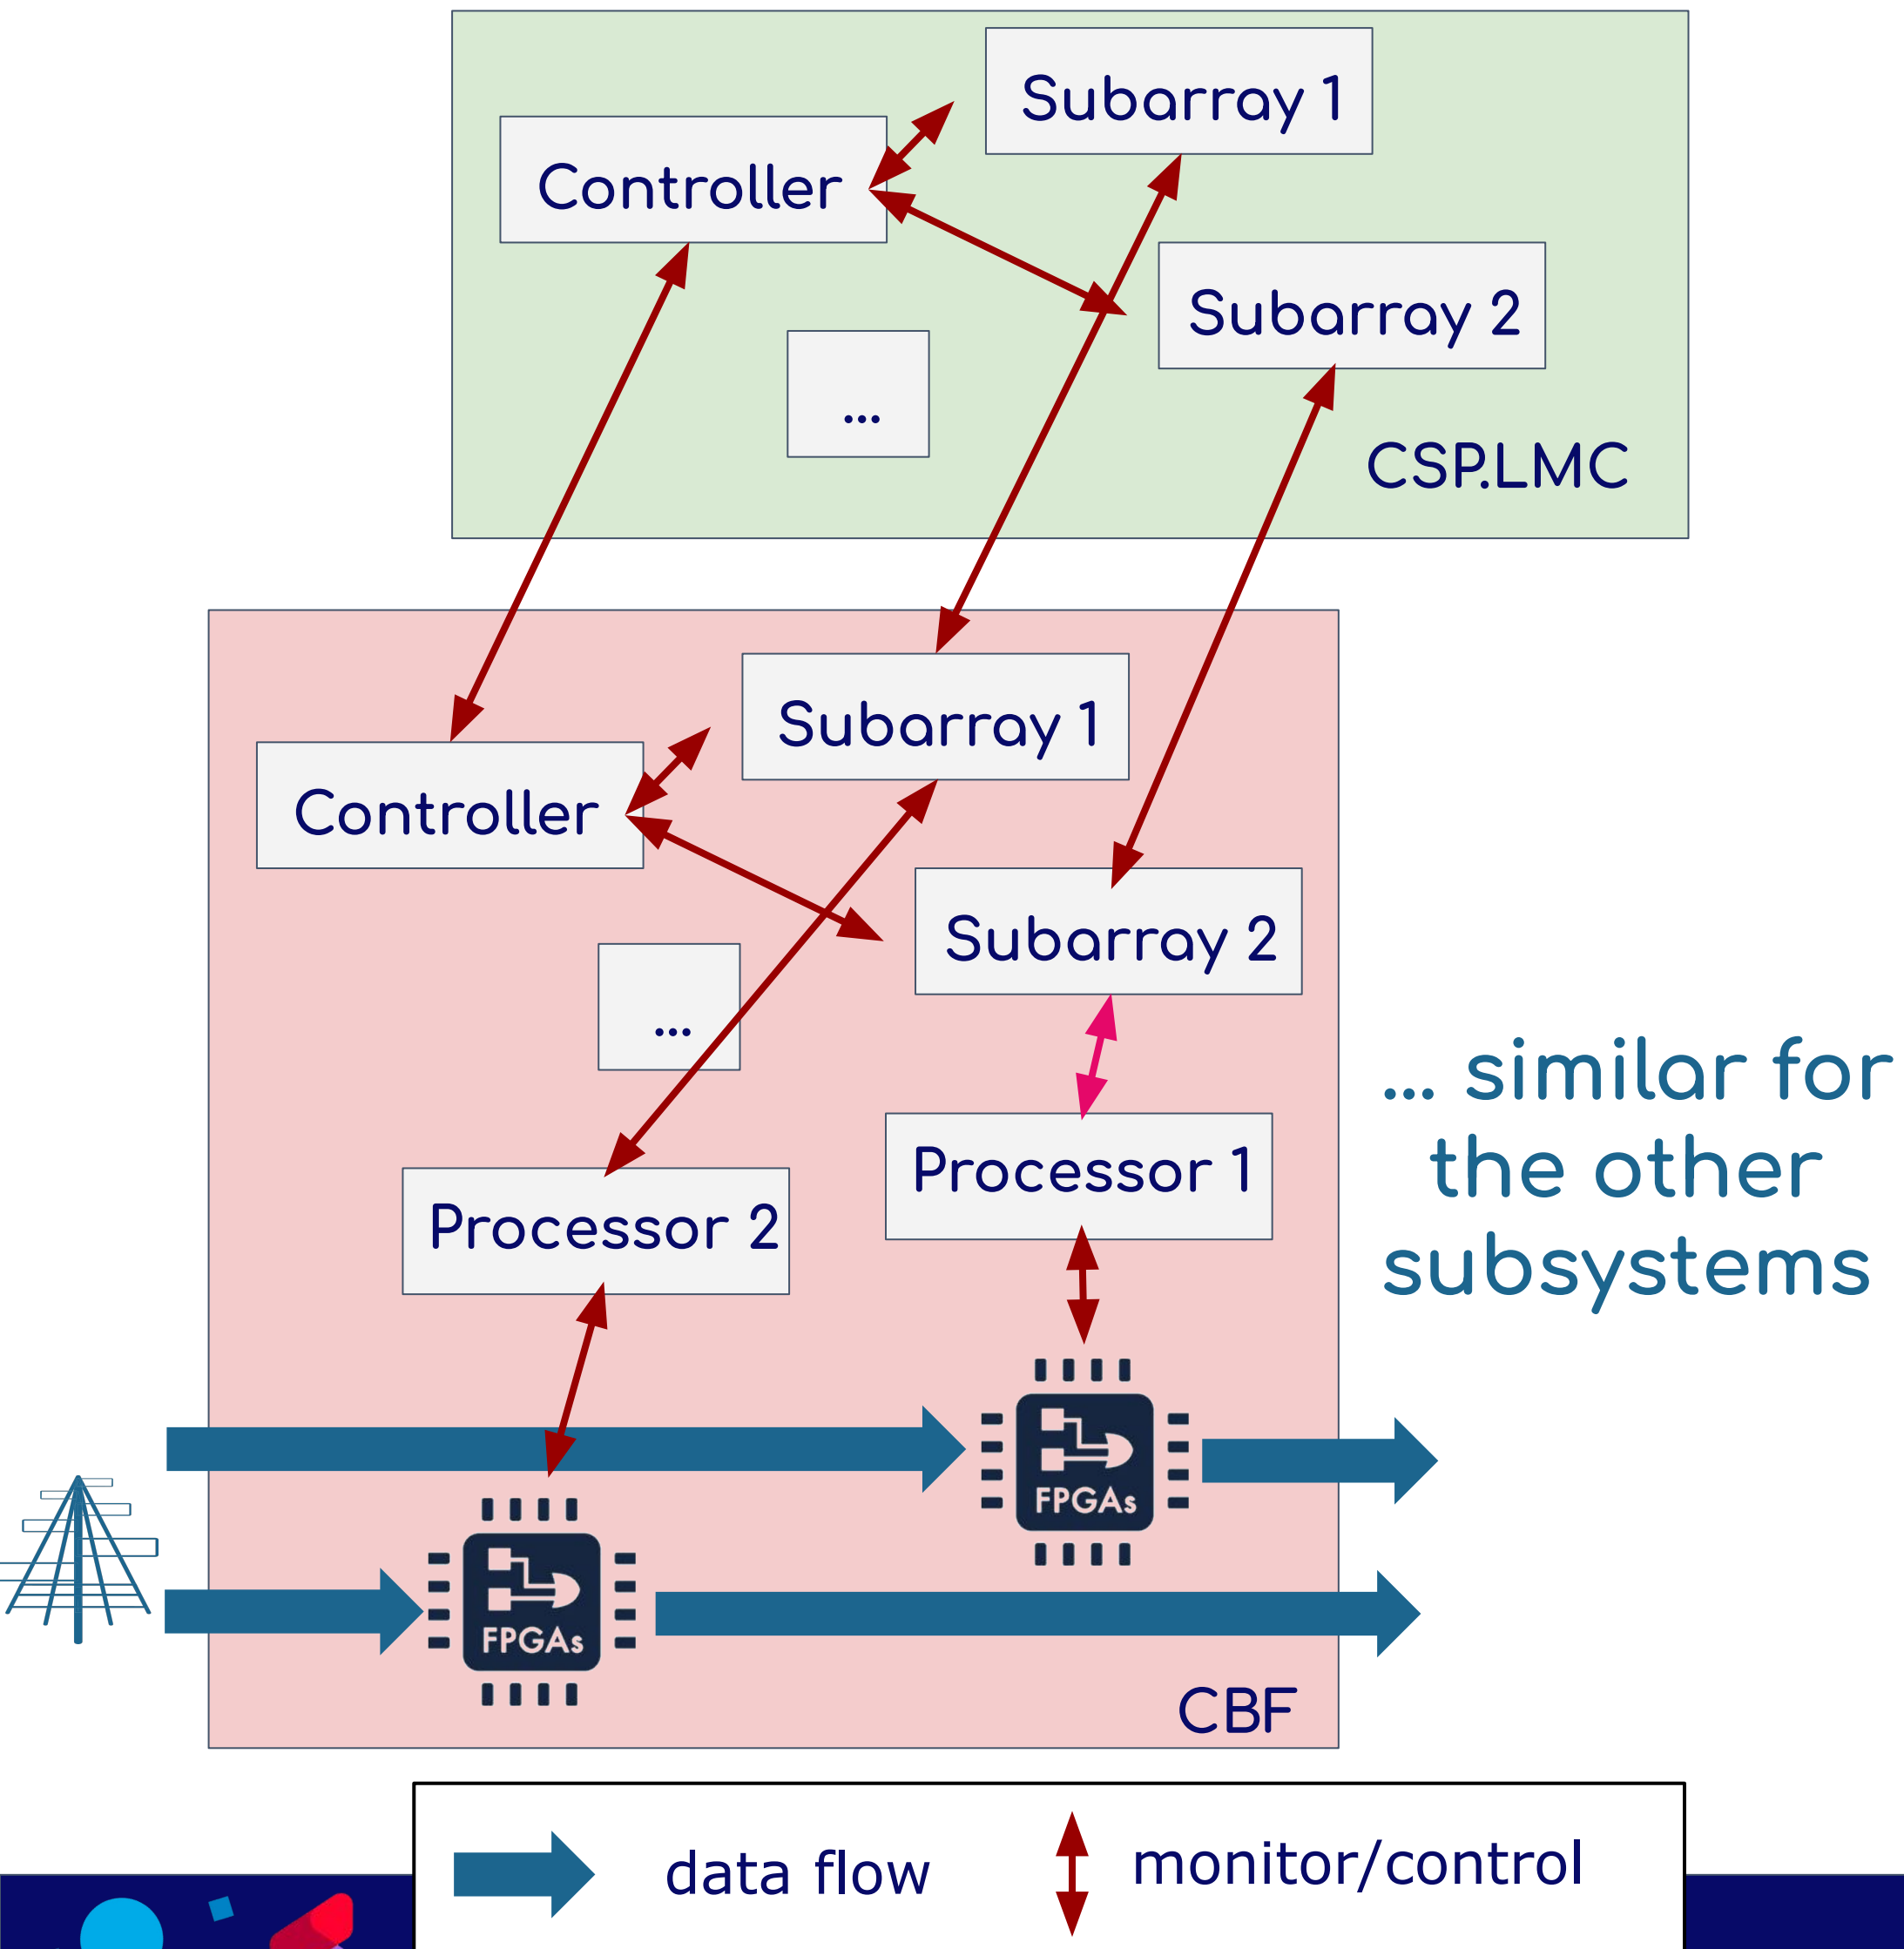 Subarray 1
Controller
Subarray 2
...
CSP.LMC
Subarray 1
Controller
Subarray 2
...
Processor 1
Processor 2
... similar for
the other
subsystems
FPGAs
FPGAs
CBF
data flow
monitor/control